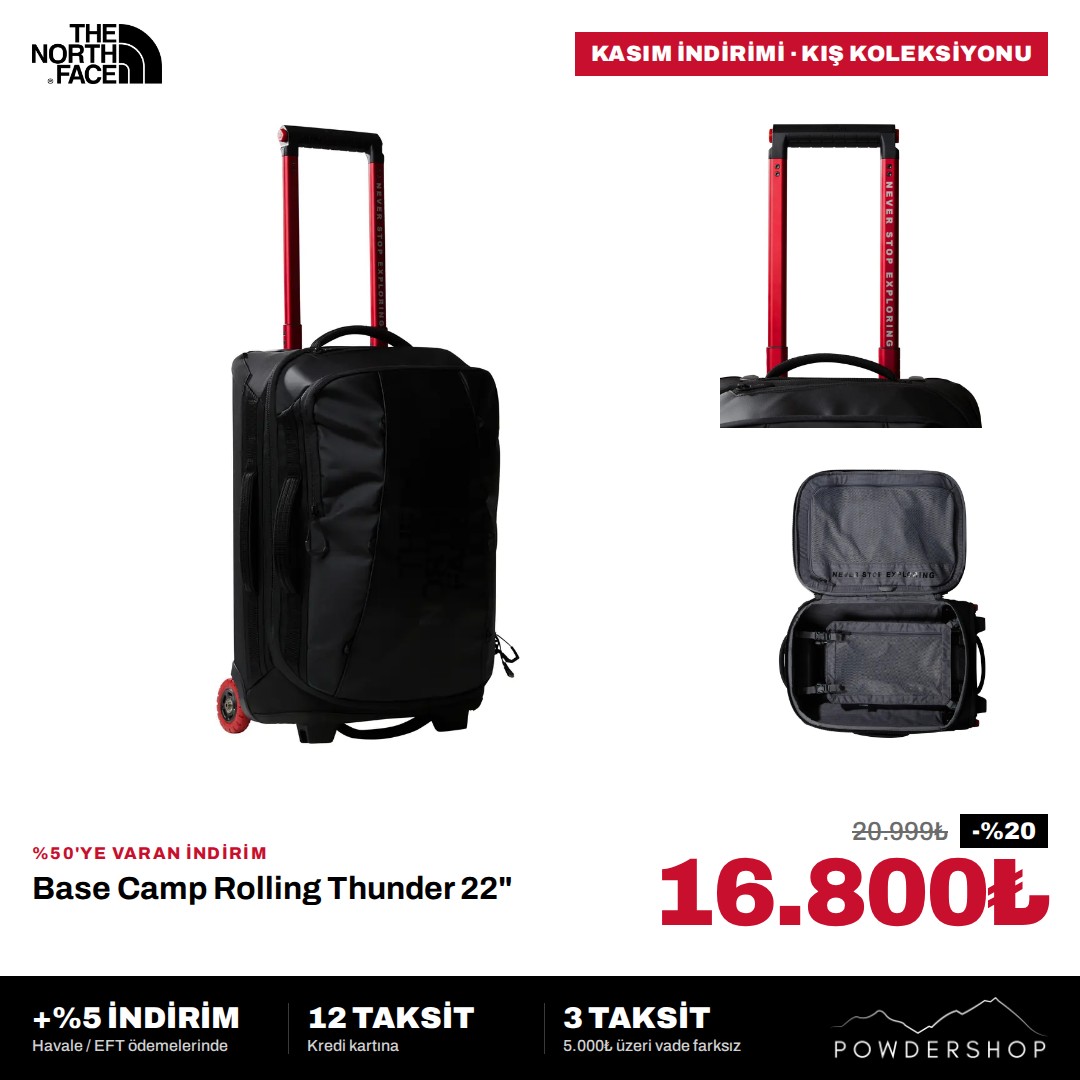 THE
NORTH
® FACE
KASIM İNDİRİMİ · KIŞ KOLEKSİYONU
NEVER STOP EXPLORING
NEVER STOP EXPLORING
NEVER STOP EXPLORING
20.999₺ -%20
%50'YE VARAN İNDİRİM
Base Camp Rolling Thunder 22"
16.800₺
+%5 İNDİRİM
Havale / EFT ödemelerinde
12 TAKSİT
Kredi kartına
3 TAKSİT
5.000₺ üzeri vade farksız
POWDERSHOP